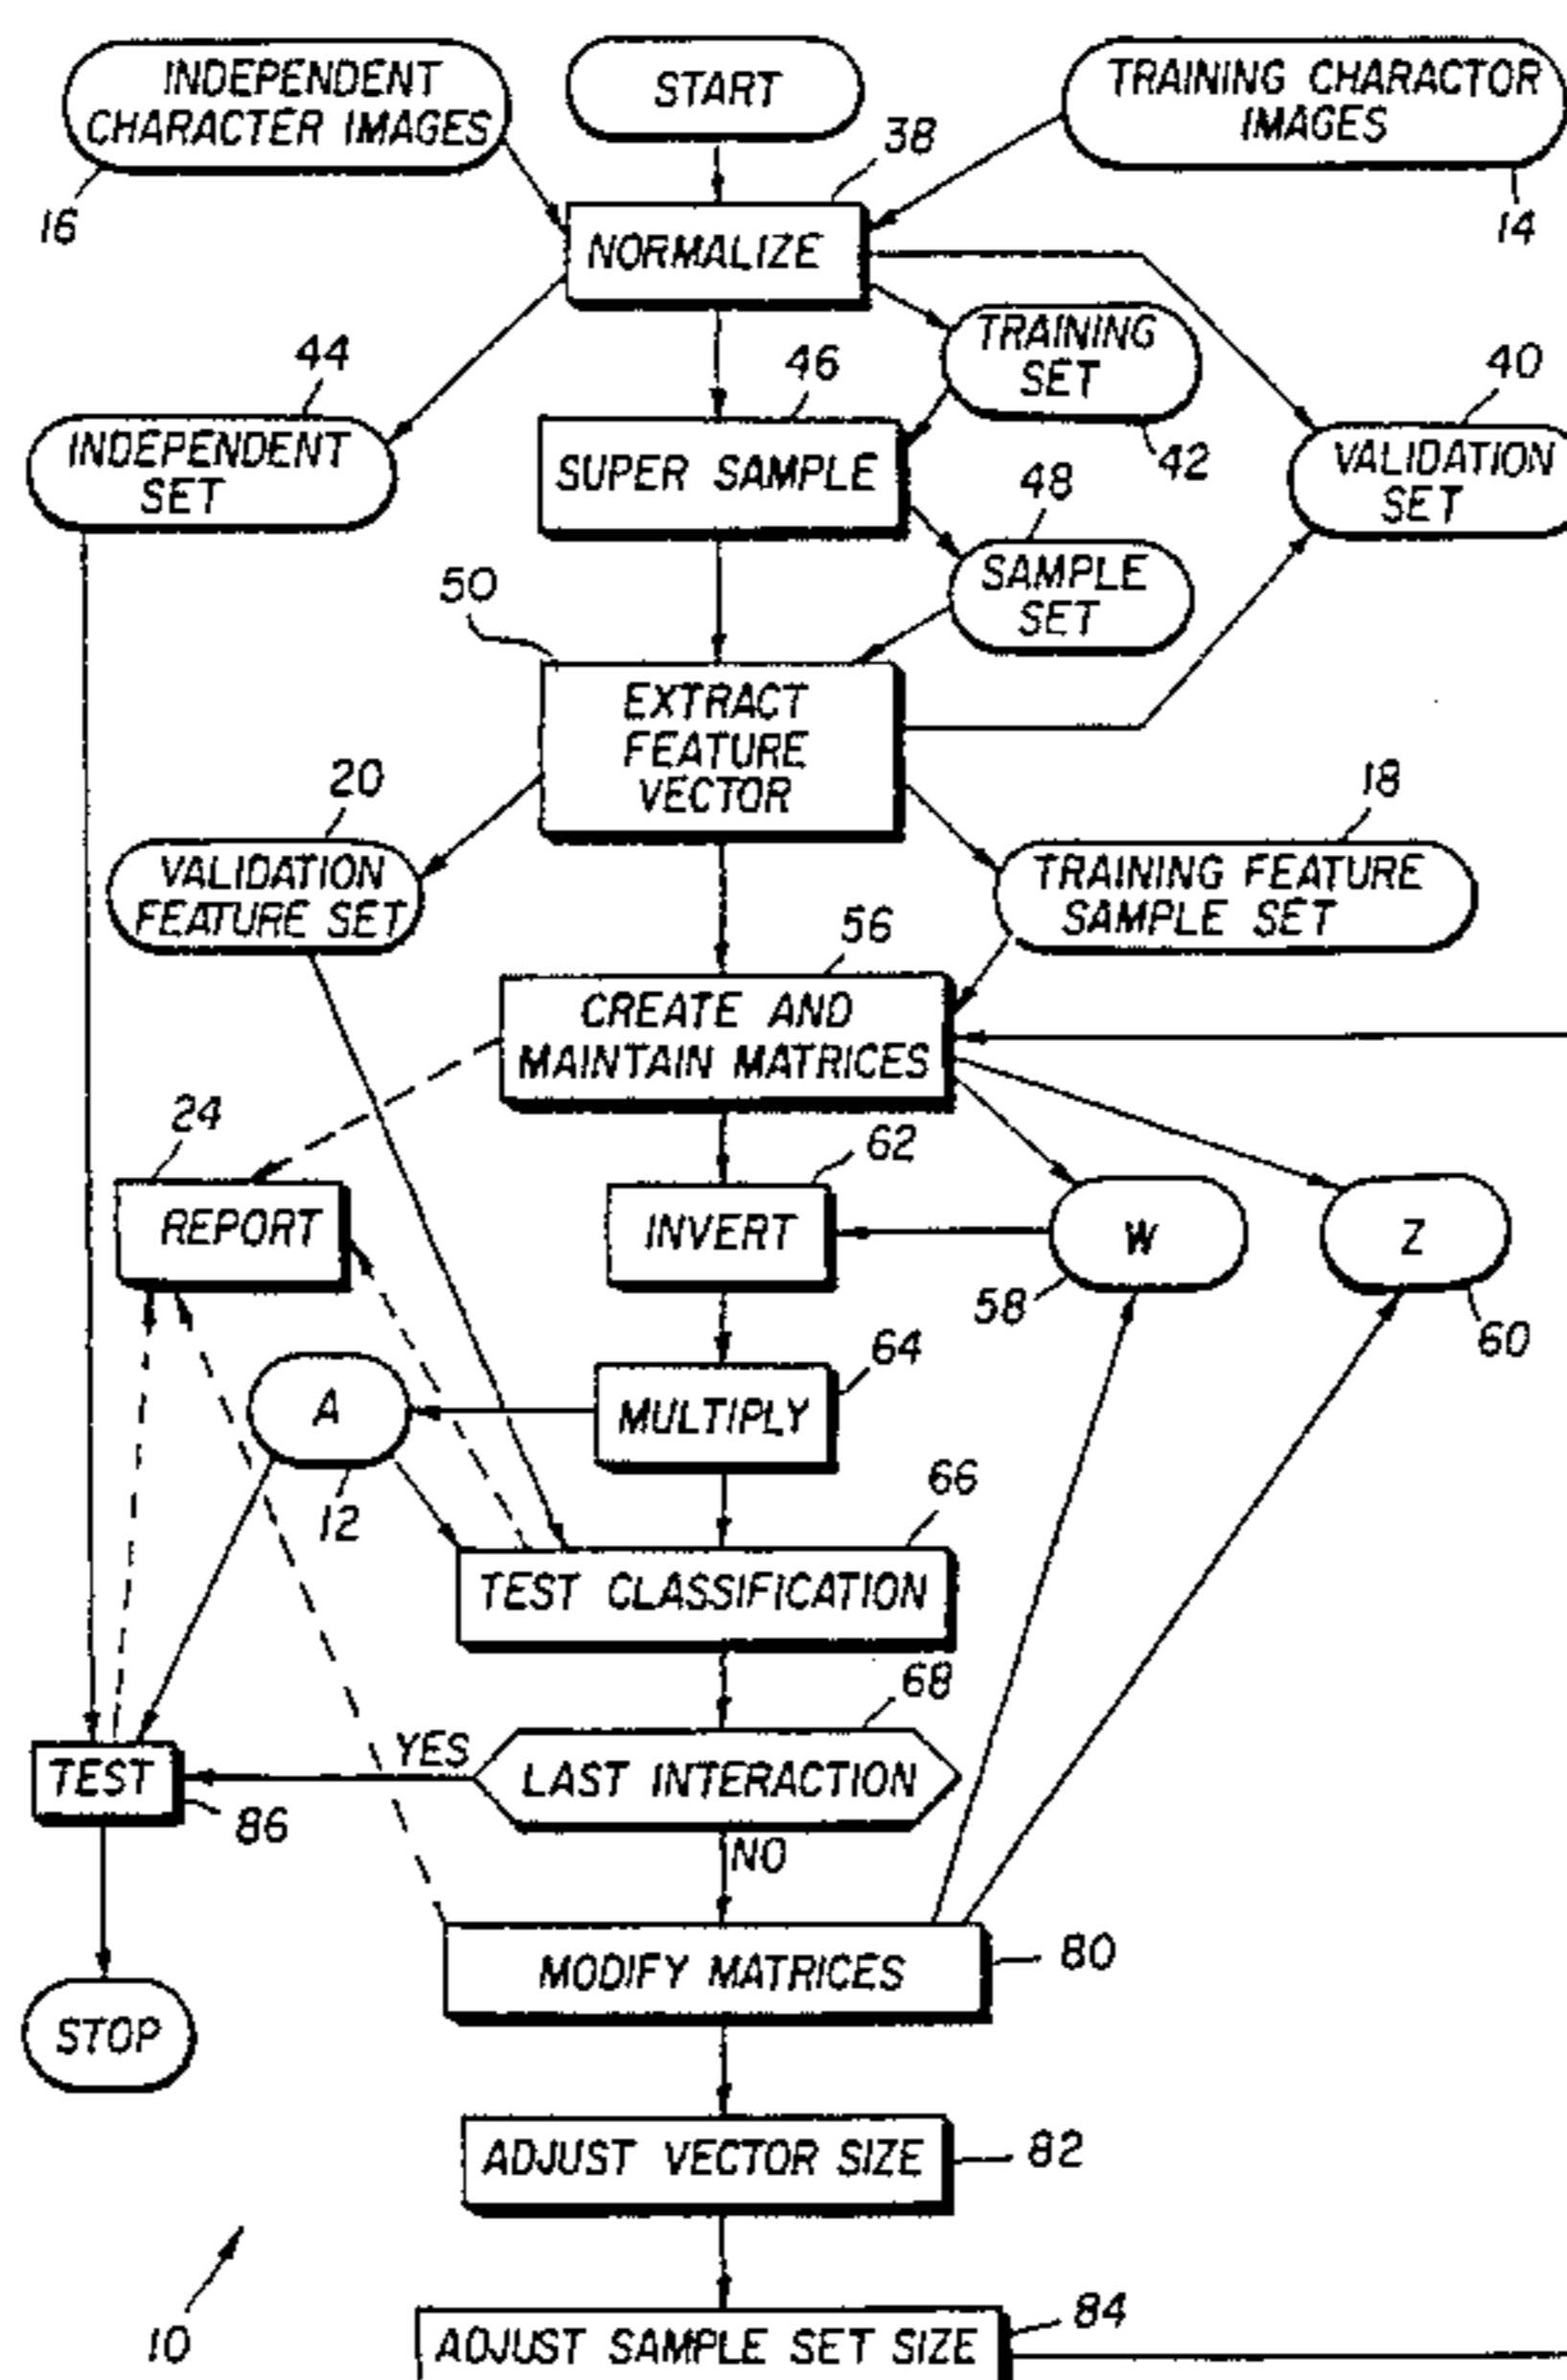 INDEPENDENT
CHARACTER IMAGES
16
START
TRAINING CHARACTOR
IMAGES
14
38
NORMALIZE
TRAINING
SET
42
44
INDEPENDENT
SET
46
SUPER SAMPLE
40
VALIDATION
SET
48
SAMPLE
SET
50
EXTRACT
FEATURE
VECTOR
20
VALIDATION
FEATURE SET
18
TRAINING FEATURE
SAMPLE SET
56
CREATE AND
MAINTAIN MATRICES
24
REPORT
62
INVERT
W
58
Z
60
64
MULTIPLY
A
12
66
TEST CLASSIFICATION
68
LAST INTERACTION
YES
NO
TEST
86
STOP
MODIFY MATRICES
80
ADJUST VECTOR SIZE
82
10
ADJUST SAMPLE SET SIZE
84